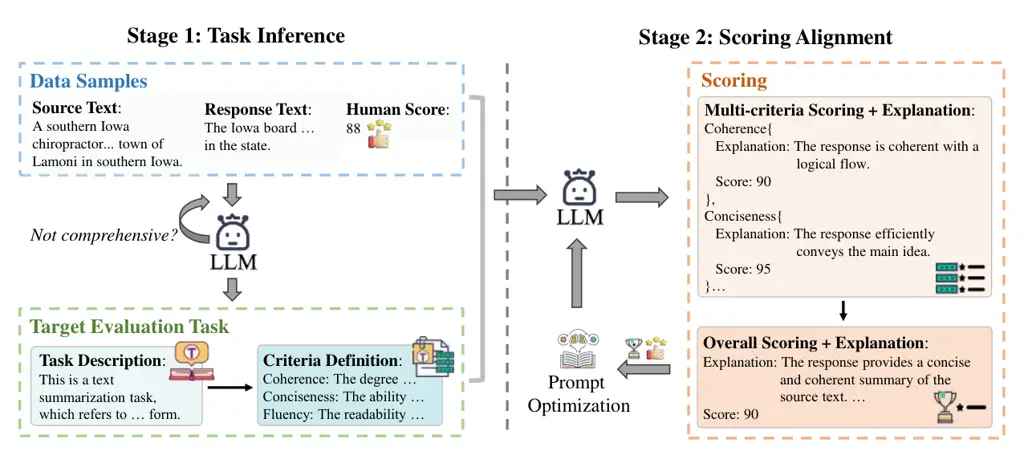 Stage 1: Task Inference
Data Samples
Source Text:
A southern Iowa
chiropractor... town of
Lamoni in southern Iowa.
Response Text:
The Iowa board …
in the state.
Human Score:
88
Not comprehensive?
LLM
Target Evaluation Task
Task Description:
This is a text
summarization task,
which refers to … form.
T
Criteria Definition:
Coherence: The degree …
Conciseness: The ability …
Fluency: The readability …
T
Stage 2: Scoring Alignment
LLM
Prompt
Optimization
Scoring
Multi-criteria Scoring + Explanation:
Coherence{
Explanation: The response is coherent with a
logical flow.
Score: 90
},
Conciseness{
Explanation: The response efficiently
conveys the main idea.
Score: 95
}…
Overall Scoring + Explanation:
Explanation: The response provides a concise
and coherent summary of the
source text. …
Score: 90